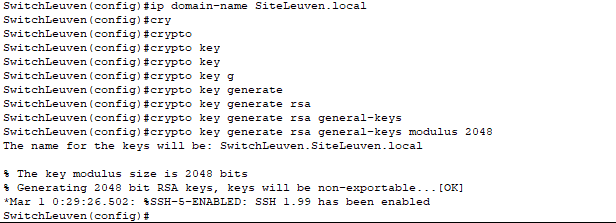 SwitchLeuven(config)#ip domain-name SiteLeuven.local
SwitchLeuven(config)#cry
SwitchLeuven(config)#crypto
SwitchLeuven(config)#crypto key
SwitchLeuven(config)#crypto key
SwitchLeuven(config)#crypto key g
SwitchLeuven(config)#crypto key generate
SwitchLeuven(config)#crypto key generate rsa
SwitchLeuven(config)#crypto key generate rsa general-keys
SwitchLeuven(config)#crypto key generate rsa general-keys modulus 2048
The name for the keys will be: SwitchLeuven.SiteLeuven.local

% The key modulus size is 2048 bits
% Generating 2048 bit RSA keys, keys will be non-exportable...[OK]
*Mar 1 0:29:26.502: %SSH-5-ENABLED: SSH 1.99 has been enabled
SwitchLeuven(config)#